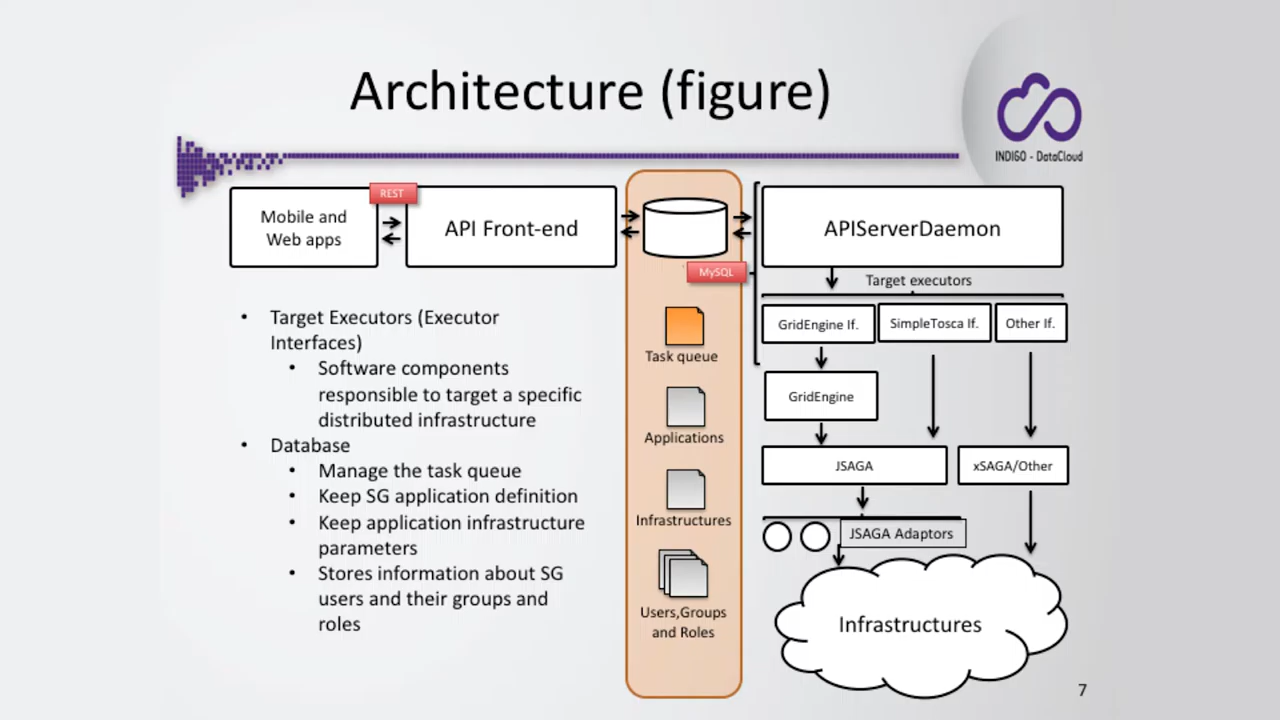 Architecture (figure)
INDIGO - DataCloud
REST
Mobile and
Web apps
API Front-end
MySQL
APIServerDaemon
Target executors
GridEngine If.
SimpleTosca If.
Other If.
GridEngine
JSAGA
xSAGA/Other
JSAGA Adaptors
Infrastructures
Task queue
Applications
Infrastructures
Users,Groups
and Roles
• Target Executors (Executor
Interfaces)
• Software components
responsible to target a specific
distributed infrastructure
• Database
• Manage the task queue
• Keep SG application definition
• Keep application infrastructure
parameters
• Stores information about SG
users and their groups and
roles
7